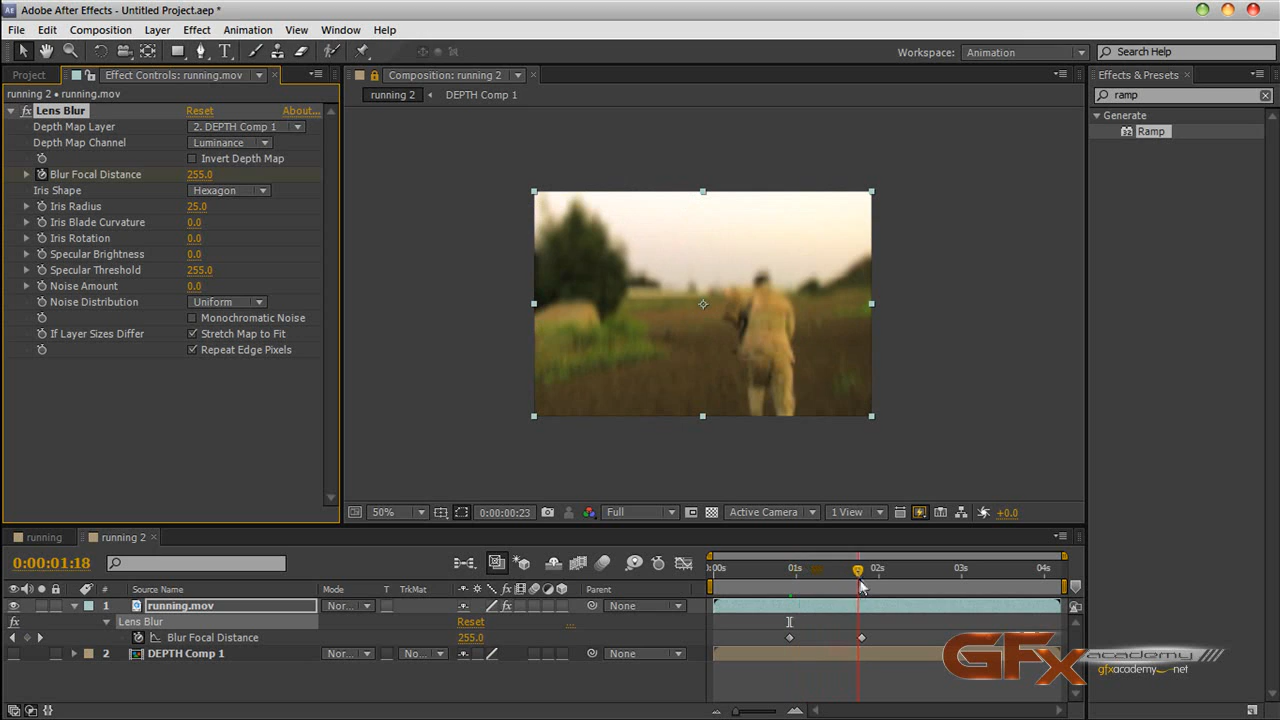 Adobe After Effects - Untitled Project.aep *
File Edit Composition Layer Effect Animation View Window Help
Workspace: Animation Search Help
Project Effect Controls: running.mov Composition: running 2 Effects & Presets
running 2 • running.mov running 2 DEPTH Comp 1 ramp
fx Lens Blur Reset About... Generate
Depth Map Layer 2. DEPTH Comp 1 Ramp
Depth Map Channel Luminance
Invert Depth Map
Blur Focal Distance 255.0
Iris Shape Hexagon
Iris Radius 25.0
Iris Blade Curvature 0.0
Iris Rotation 0.0
Specular Brightness 0.0
Specular Threshold 255.0
Noise Amount 0.0
Noise Distribution Uniform
Monochromatic Noise
If Layer Sizes Differ Stretch Map to Fit
Repeat Edge Pixels
50% 0:00:00:23 Full Active Camera 1 View +0.0
running running 2
0:00:01:18 0:00s 01s 02s 03s 04s
# Source Name Mode T TrkMat Parent
1 running.mov Nor... None
fx Lens Blur Reset ...
Blur Focal Distance 255.0
2 DEPTH Comp 1 Nor... No... None
GFx academy
gfxacademy.net